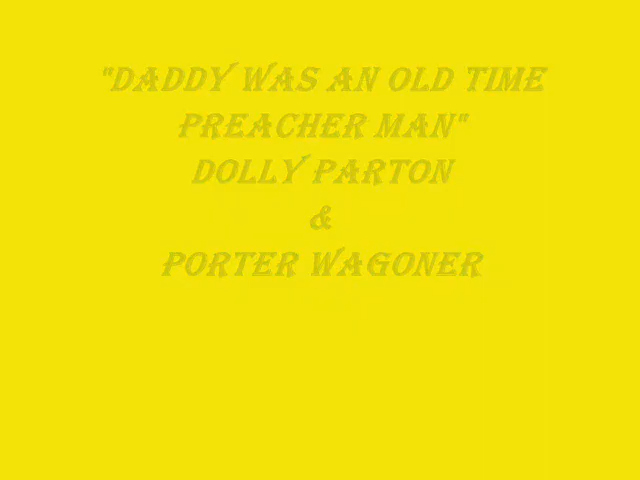 "DADDY WAS AN OLD TIME
PREACHER MAN"
DOLLY PARTON
&
PORTER WAGONER